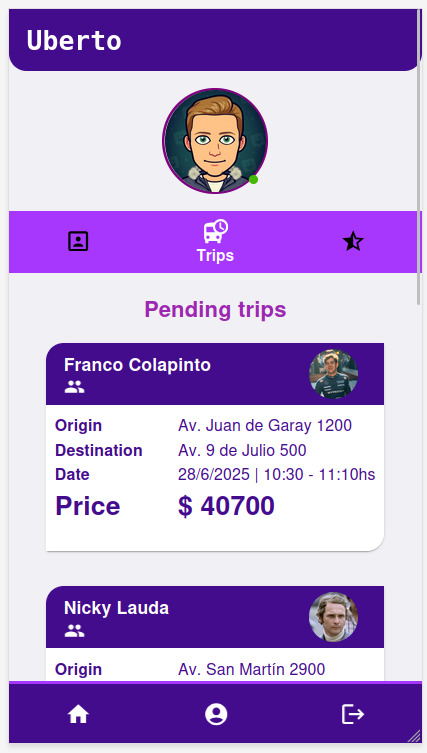 Uberto
Trips
Pending trips
Franco Colapinto
Origin Av. Juan de Garay 1200
Destination Av. 9 de Julio 500
Date 28/6/2025 | 10:30 - 11:10hs
Price $ 40700
Nicky Lauda
Origin Av. San Martín 2900